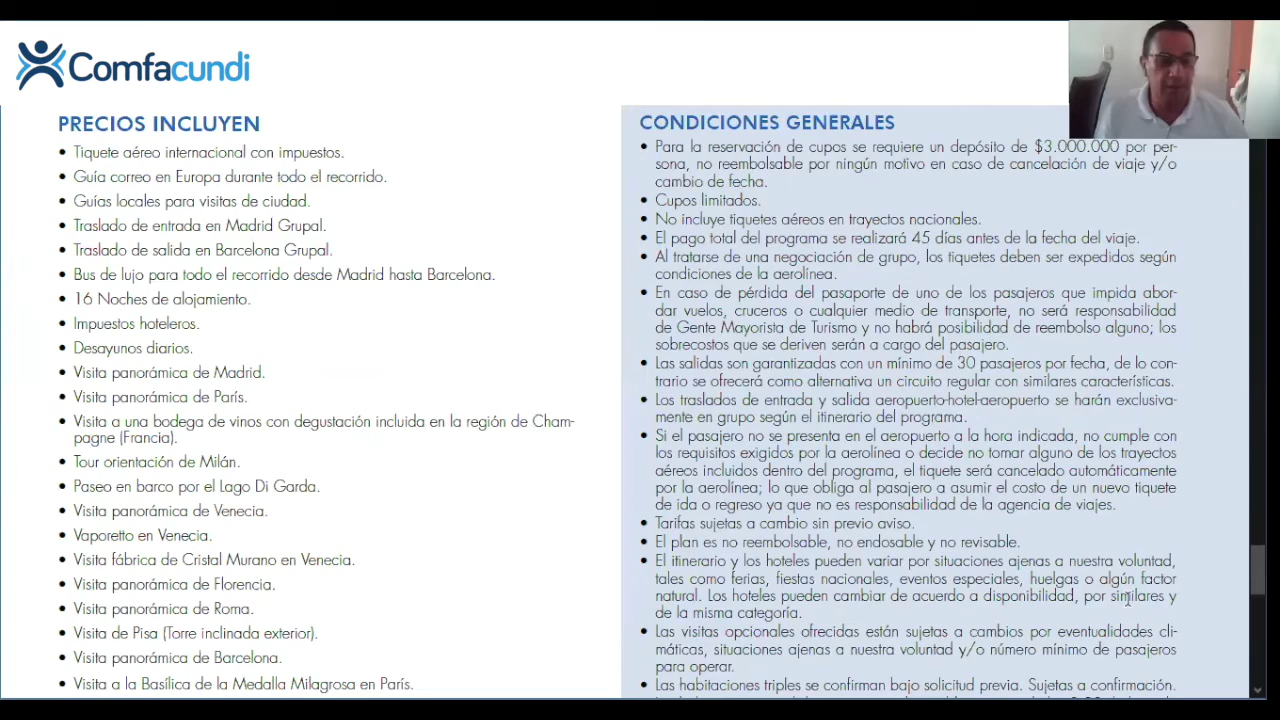 Comfacundi
PRECIOS INCLUYEN
• Tiquete aéreo internacional con impuestos.
• Guía correo en Europa durante todo el recorrido.
• Guías locales para visitas de ciudad.
• Traslado de entrada en Madrid Grupal.
• Traslado de salida en Barcelona Grupal.
• Bus de lujo para todo el recorrido desde Madrid hasta Barcelona.
• 16 Noches de alojamiento.
• Impuestos hoteleros.
• Desayunos diarios.
• Visita panorámica de Madrid.
• Visita panorámica de París.
• Visita a una bodega de vinos con degustación incluida en la región de Cham-
pagne (Francia).
• Tour orientación de Milán.
• Paseo en barco por el Lago Di Garda.
• Visita panorámica de Venecia.
• Vaporetto en Venecia.
• Visita fábrica de Cristal Murano en Venecia.
• Visita panorámica de Florencia.
• Visita panorámica de Roma.
• Visita de Pisa (Torre inclinada exterior).
• Visita panorámica de Barcelona.
• Visita a la Basílica de la Medalla Milagrosa en París.
CONDICIONES GENERALES
• Para la reservación de cupos se requiere un depósito de $3.000.000 por per-
sona, no reembolsable por ningún motivo en caso de cancelación de viaje y/o
cambio de fecha.
• Cupos limitados.
• No incluye tiquetes aéreos en trayectos nacionales.
• El pago total del programa se realizará 45 días antes de la fecha del viaje.
• Al tratarse de una negociación de grupo, los tiquetes deben ser expedidos según
condiciones de la aerolínea.
• En caso de pérdida del pasaporte de uno de los pasajeros que impida abor-
dar vuelos, cruceros o cualquier medio de transporte, no será responsabilidad
de Gente Mayorista de Turismo y no habrá posibilidad de reembolso alguno; los
sobrecostos que se deriven serán a cargo del pasajero.
• Las salidas son garantizadas con un mínimo de 30 pasajeros por fecha, de lo con-
trario se ofrecerá como alternativa un circuito regular con similares características.
• Los traslados de entrada y salida aeropuerto-hotel-aeropuerto se harán exclusiva-
mente en grupo según el itinerario del programa.
• Si el pasajero no se presenta en el aeropuerto a la hora indicada, no cumple con
los requisitos exigidos por la aerolínea o decide no tomar alguno de los trayectos
aéreos incluidos dentro del programa, el tiquete será cancelado automáticamente
por la aerolínea; lo que obliga al pasajero a asumir el costo de un nuevo tiquete
de ida o regreso ya que no es responsabilidad de la agencia de viajes.
• Tarifas sujetas a cambio sin previo aviso.
• El plan es no reembolsable, no endosable y no revisable.
• El itinerario y los hoteles pueden variar por situaciones ajenas a nuestra voluntad,
tales como ferias, fiestas nacionales, eventos especiales, huelgas o algún factor
natural. Los hoteles pueden cambiar de acuerdo a disponibilidad, por similares y
de la misma categoría.
• Las visitas opcionales ofrecidas están sujetas a cambios por eventualidades cli-
máticas, situaciones ajenas a nuestra voluntad y/o número mínimo de pasajeros
para operar.
• Las habitaciones triples se confirman bajo solicitud previa. Sujetas a confirmación.